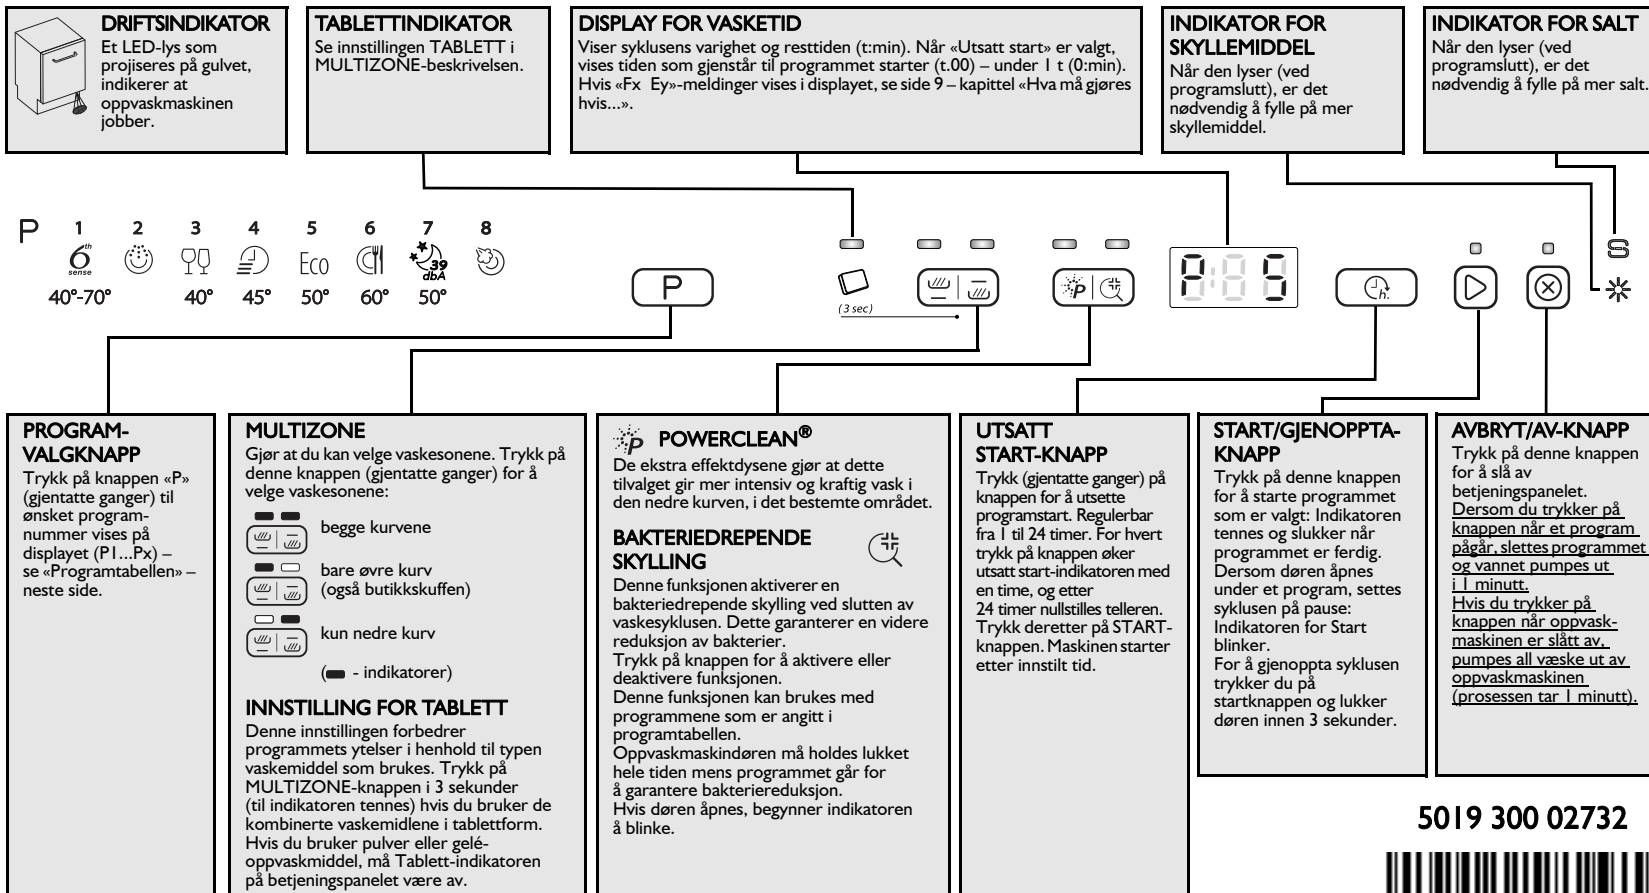 DRIFTSINDIKATOR
Et LED-lys som
projiseres på gulvet,
indikerer at
oppvaskmaskinen
jobber.
TABLETTINDIKATOR
Se innstillingen TABLETT i
MULTIZONE-beskrivelsen.
DISPLAY FOR VASKETID
Viser syklusens varighet og resttiden (t:min). Når «Utsatt start» er valgt,
vises tiden som gjenstår til programmet starter (t.00) – under 1 t (0:min).
Hvis «Fx Ey»-meldinger vises i displayet, se side 9 – kapittel «Hva må gjøres
hvis...».
INDIKATOR FOR
SKYLLEMIDDEL
Når den lyser (ved
programslutt), er det
nødvendig å fylle på mer
skyllemiddel.
INDIKATOR FOR SALT
Når den lyser (ved
programslutt), er det
nødvendig å fylle på mer salt.
P 1 2 3 4 5 6 7 8
6th sense Eco 39 dbA
40°-70° 40° 45° 50° 60° 50°
P
(3 sec)
P
P 5
h.
S
PROGRAM-
VALGKNAPP
Trykk på knappen «P»
(gjentatte ganger) til
ønsket program-
nummer vises på
displayet (P1...Px) –
se «Programtabellen» –
neste side.
MULTIZONE
Gjør at du kan velge vaskesonene. Trykk på
denne knappen (gjentatte ganger) for å
velge vaskesonene:
begge kurvene
bare øvre kurv
(også butikkskuffen)
kun nedre kurv
( - indikatorer)
INNSTILLING FOR TABLETT
Denne innstillingen forbedrer
programmets ytelser i henhold til typen
vaskemiddel som brukes. Trykk på
MULTIZONE-knappen i 3 sekunder
(til indikatoren tennes) hvis du bruker de
kombinerte vaskemidlene i tablettform.
Hvis du bruker pulver eller gelé-
oppvaskmiddel, må Tablett-indikatoren
på betjeningspanelet være av.
P POWERCLEAN®
De ekstra effektdysene gjør at dette
tilvalget gir mer intensiv og kraftig vask i
den nedre kurven, i det bestemte området.
BAKTERIEDREPENDE
SKYLLING
Denne funksjonen aktiverer en
bakteriedrepende skylling ved slutten av
vaskesyklusen. Dette garanterer en videre
reduksjon av bakterier.
Trykk på knappen for å aktivere eller
deaktivere funksjonen.
Denne funksjonen kan brukes med
programmene som er angitt i
programtabellen.
Oppvaskmaskindøren må holdes lukket
hele tiden mens programmet går for
å garantere bakteriereduksjon.
Hvis døren åpnes, begynner indikatoren
å blinke.
UTSATT
START-KNAPP
Trykk (gjentatte ganger) på
knappen for å utsette
programstart. Regulerbar
fra 1 til 24 timer. For hvert
trykk på knappen øker
utsatt start-indikatoren med
en time, og etter
24 timer nullstilles telleren.
Trykk deretter på START-
knappen. Maskinen starter
etter innstilt tid.
START/GJENOPPTA-
KNAPP
Trykk på denne knappen
for å starte programmet
som er valgt: Indikatoren
tennes og slukker når
programmet er ferdig.
Dersom døren åpnes
under et program, settes
syklusen på pause:
Indikatoren for Start
blinker.
For å gjenoppta syklusen
trykker du på
startknappen og lukker
døren innen 3 sekunder.
AVBRYT/AV-KNAPP
Trykk på denne knappen
for å slå av
betjeningspanelet.
Dersom du trykker på
knappen når et program
pågår, slettes programmet
og vannet pumpes ut
i 1 minutt.
Hvis du trykker på
knappen når oppvask-
maskinen er slått av,
pumpes all væske ut av
oppvaskmaskinen
(prosessen tar 1 minutt).
5019 300 02732